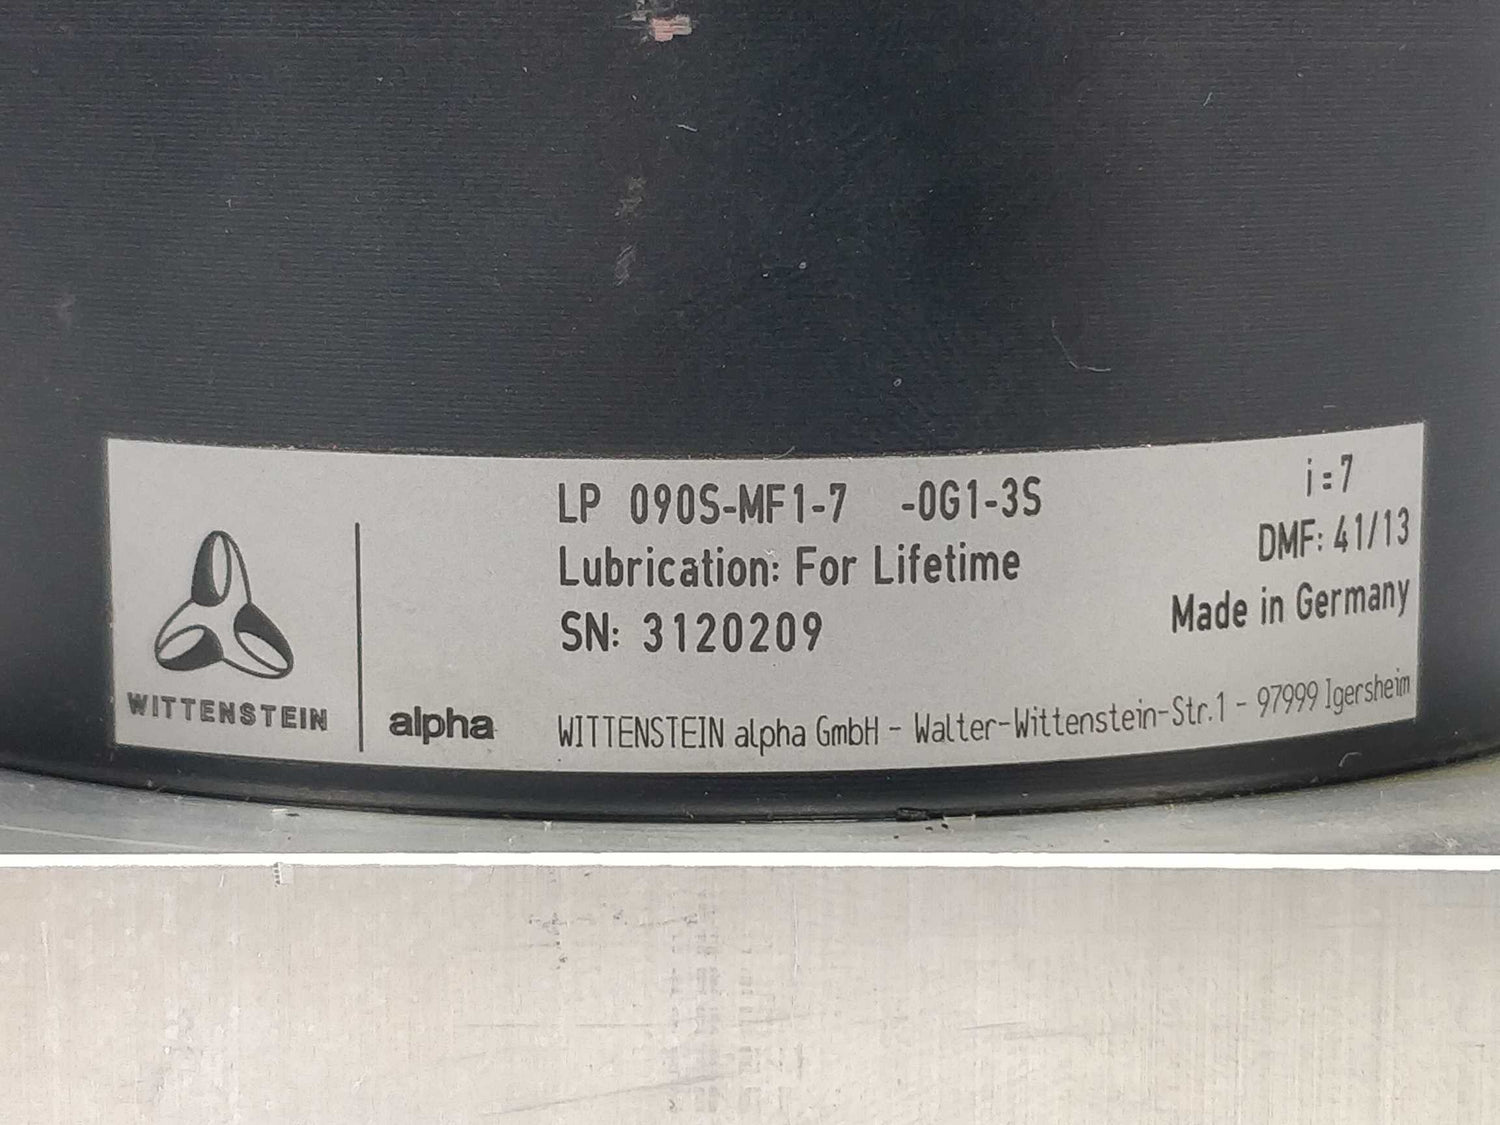 LP 090S-MF1-7 -0G1-3S
i=7
Lubrication: For Lifetime
DMF: 41/13
SN: 3120209
Made in Germany
WITTENSTEIN
alpha
WITTENSTEIN alpha GmbH - Walter-Wittenstein-Str.1 - 97999 Igersheim